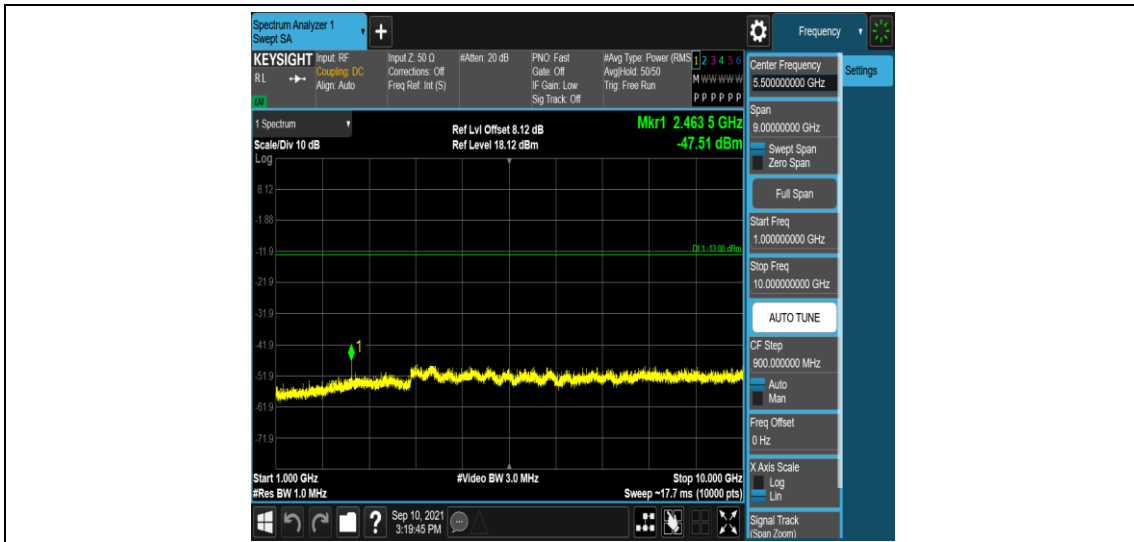 Spectrum Analyzer 1
Swept SA
+
Frequency
KEYSIGHT
RL
LXI
Input: RF
Coupling: DC
Align: Auto
Input Z: 50 Ω
Corrections: Off
Freq Ref: Int (S)
#Atten: 20 dB
PNO: Fast
Gate: Off
IF Gain: Low
Sig Track: Off
#Avg Type: Power (RMS
Avg|Hold: 50/50
Trig: Free Run
1 2 3 4 5 6
M W W W W W
P P P P P P
1 Spectrum
Scale/Div 10 dB
Ref Lvl Offset 8.12 dB
Ref Level 18.12 dBm
Mkr1 2.463 5 GHz
-47.51 dBm
Log
8.12
-1.88
-11.9
DL1 -13.00 dBm
-21.9
-31.9
-41.9
1
-51.9
-61.9
-71.9
Start 1.000 GHz
#Res BW 1.0 MHz
#Video BW 3.0 MHz
Stop 10.000 GHz
Sweep ~17.7 ms (10000 pts)
Center Frequency
5.500000000 GHz
Settings
Span
9.00000000 GHz
Swept Span
Zero Span
Full Span
Start Freq
1.000000000 GHz
Stop Freq
10.000000000 GHz
AUTO TUNE
CF Step
900.000000 MHz
Auto
Man
Freq Offset
0 Hz
X Axis Scale
Log
Lin
Signal Track
(Span Zoom)
?
Sep 10, 2021
3:19:45 PM